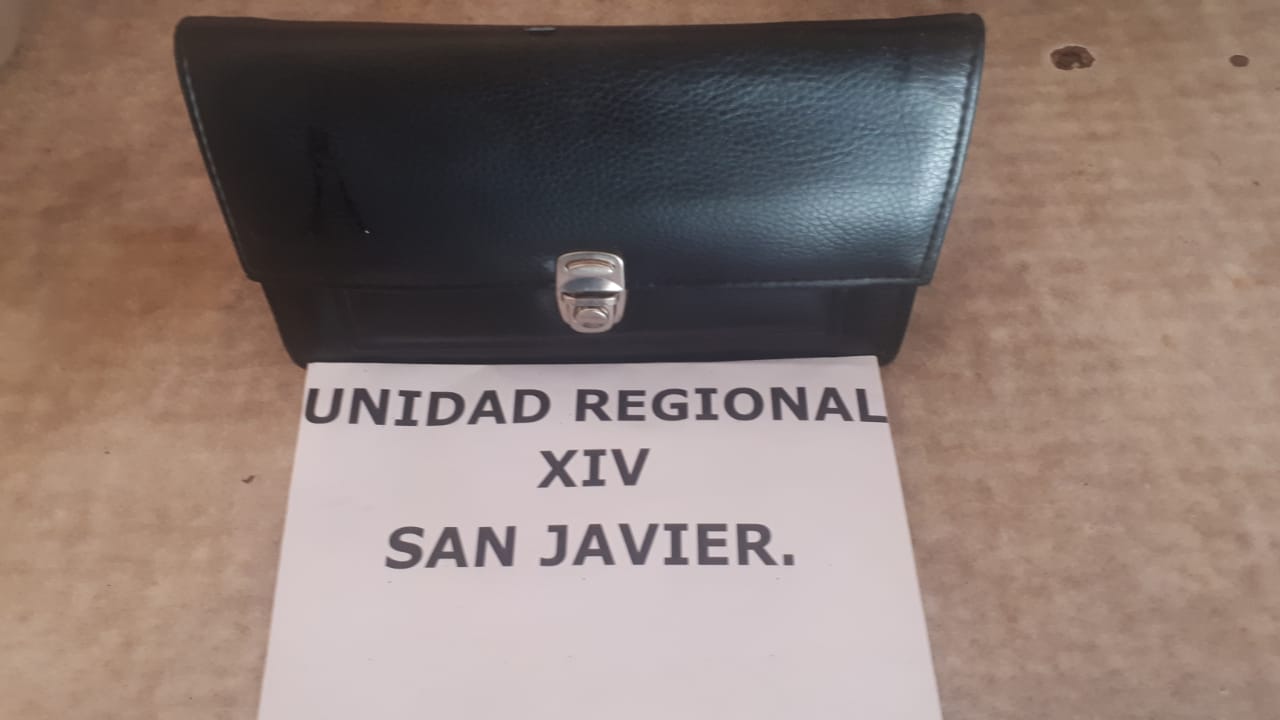 UNIDAD REGIONAL
XIV
SAN JAVIER.